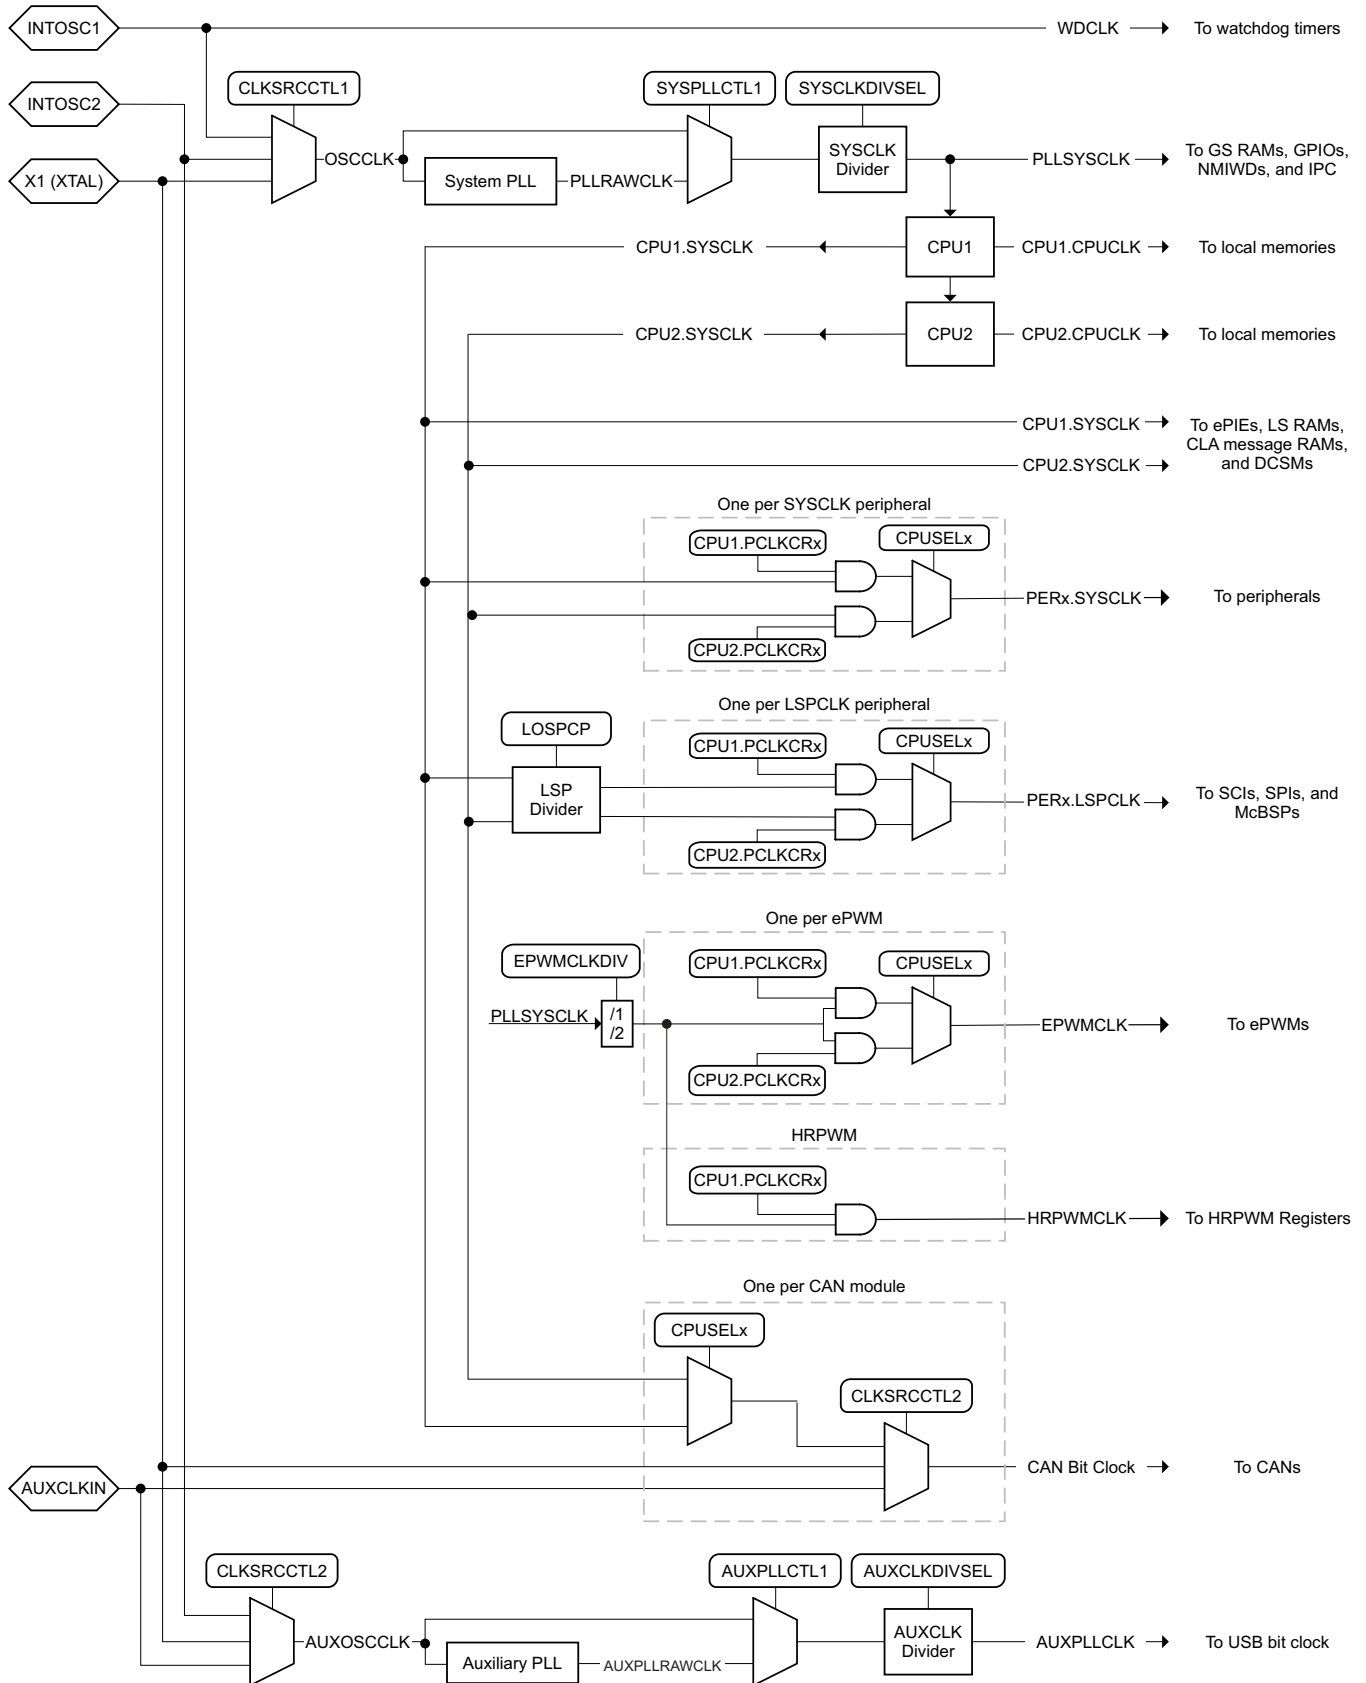 INTOSC1
WDCLK
To watchdog timers
INTOSC2
CLKSRCCTL1
SYSPLLCTL1
SYSCLKDIVSEL
X1 (XTAL)
OSCCLK
System PLL
PLLRAWCLK
SYSCLK
Divider
PLLSYSCLK
To GS RAMs, GPIOs,
NMIWDs, and IPC
CPU1.SYSCLK
CPU1
CPU1.CPUCLK
To local memories
CPU2.SYSCLK
CPU2
CPU2.CPUCLK
To local memories
CPU1.SYSCLK
CPU2.SYSCLK
To ePIEs, LS RAMs,
CLA message RAMs,
and DCSMs
One per SYSCLK peripheral
CPU1.PCLKCRx
CPUSELx
CPU2.PCLKCRx
PERx.SYSCLK
To peripherals
One per LSPCLK peripheral
LOSPCP
LSP
Divider
CPU1.PCLKCRx
CPUSELx
CPU2.PCLKCRx
PERx.LSPCLK
To SCIs, SPIs, and
McBSPs
One per ePWM
EPWMCLKDIV
PLLSYSCLK
/1
/2
CPU1.PCLKCRx
CPUSELx
CPU2.PCLKCRx
EPWMCLK
To ePWMs
HRPWM
CPU1.PCLKCRx
HRPWMCLK
To HRPWM Registers
One per CAN module
CPUSELx
CLKSRCCTL2
AUXCLKIN
CAN Bit Clock
To CANs
CLKSRCCTL2
AUXPLLCTL1
AUXCLKDIVSEL
AUXOSCCLK
Auxiliary PLL
AUXPLLRAWCLK
AUXCLK
Divider
AUXPLLCLK
To USB bit clock